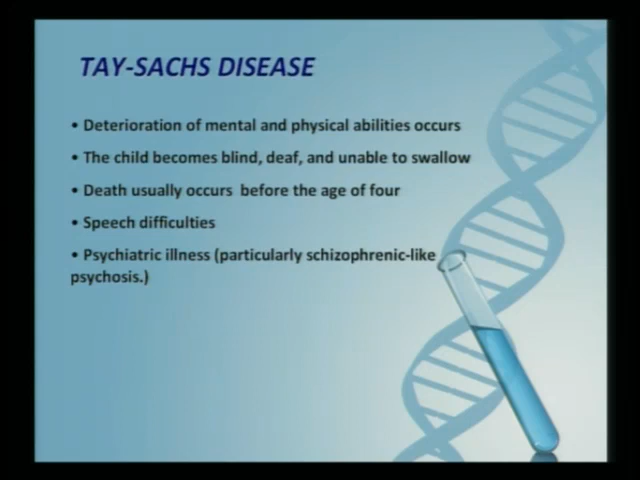 TAY-SACHS DISEASE
• Deterioration of mental and physical abilities occurs
• The child becomes blind, deaf, and unable to swallow
• Death usually occurs before the age of four
• Speech difficulties
• Psychiatric illness (particularly schizophrenic-like
psychosis.)